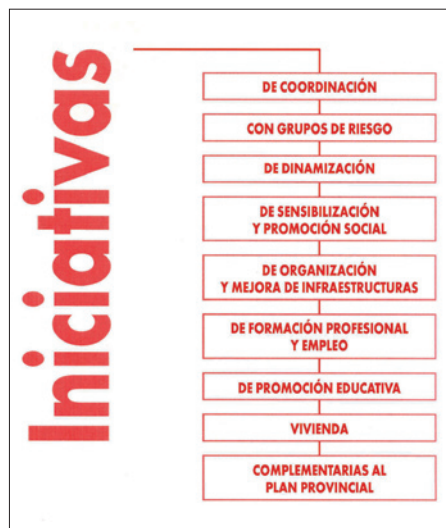 Iniciativas
DE COORDINACIÓN
CON GRUPOS DE RIESGO
DE DINAMIZACIÓN
DE SENSIBILIZACIÓN
Y PROMOCIÓN SOCIAL
DE ORGANIZACIÓN
Y MEJORA DE INFRAESTRUCTURAS
DE FORMACIÓN PROFESIONAL
Y EMPLEO
DE PROMOCIÓN EDUCATIVA
VIVIENDA
COMPLEMENTARIAS AL
PLAN PROVINCIAL